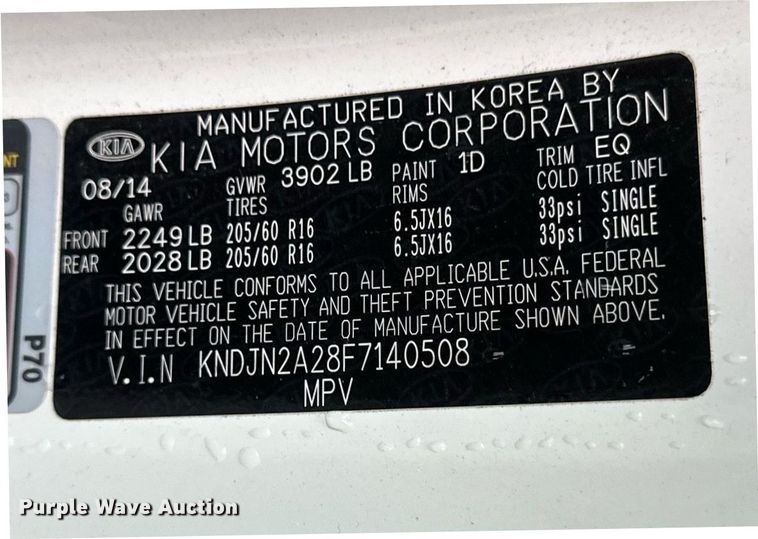 MANUFACTURED IN KOREA BY
KIA KIA MOTORS CORPORATION
08/14 GVWR 3902 LB PAINT 1D TRIM EQ
GAWR TIRES RIMS COLD TIRE INFL
FRONT 2249 LB 205/60 R16 6.5JX16 33psi SINGLE
REAR 2028 LB 205/60 R16 6.5JX16 33psi SINGLE
THIS VEHICLE CONFORMS TO ALL APPLICABLE U.S.A. FEDERAL
MOTOR VEHICLE SAFETY AND THEFT PREVENTION STANDARDS
IN EFFECT ON THE DATE OF MANUFACTURE SHOWN ABOVE.
V.I.N KNDJN2A28F7140508
MPV
P70
Purple Wave Auction